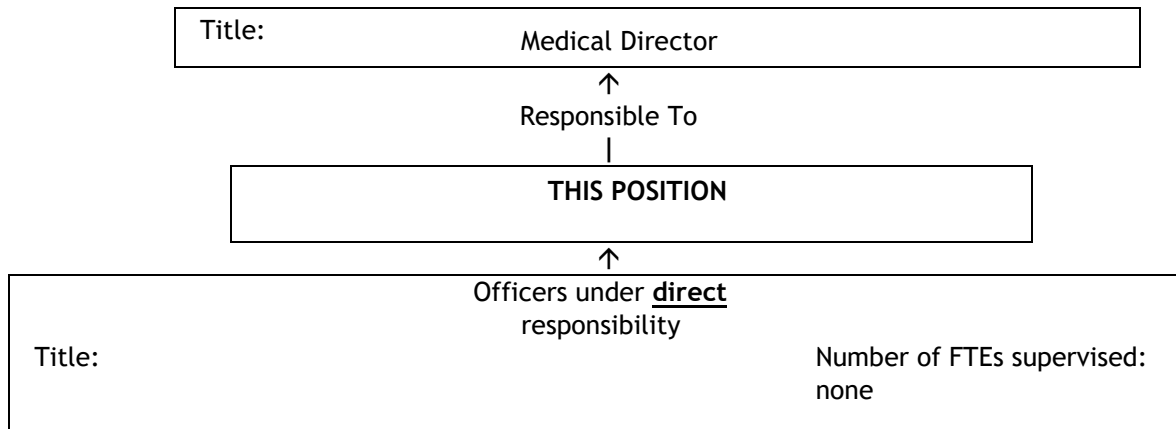 Title: Medical Director
↑
Responsible To
|
THIS POSITION
↑
Officers under direct
responsibility
Title: Number of FTEs supervised:
none